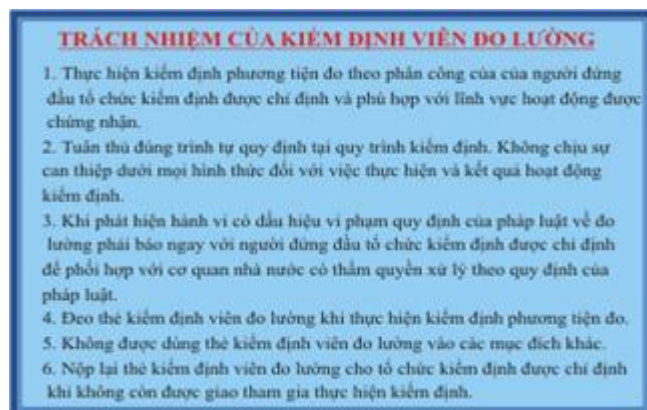 TRÁCH NHIỆM CỦA KIỂM ĐỊNH VIÊN ĐO LƯỜNG
1. Thực hiện kiểm định phương tiện đo theo phân công của của người đứng
đầu tổ chức kiểm định được chỉ định và phù hợp với lĩnh vực hoạt động được
chứng nhận.
2. Tuân thủ đúng trình tự quy định tại quy trình kiểm định. Không chịu sự
can thiệp dưới mọi hình thức đối với việc thực hiện và kết quả hoạt động
kiểm định.
3. Khi phát hiện hành vi có dấu hiệu vi phạm quy định của pháp luật về đo
lường phải báo ngay với người đứng đầu tổ chức kiểm định được chỉ định
để phối hợp với cơ quan nhà nước có thẩm quyền xử lý theo quy định của
pháp luật.
4. Đeo thẻ kiểm định viên đo lường khi thực hiện kiểm định phương tiện đo.
5. Không được dùng thẻ kiểm định viên đo lường vào các mục đích khác.
6. Nộp lại thẻ kiểm định viên đo lường cho tổ chức kiểm định được chỉ định
khi không còn được giao tham gia thực hiện kiểm định.